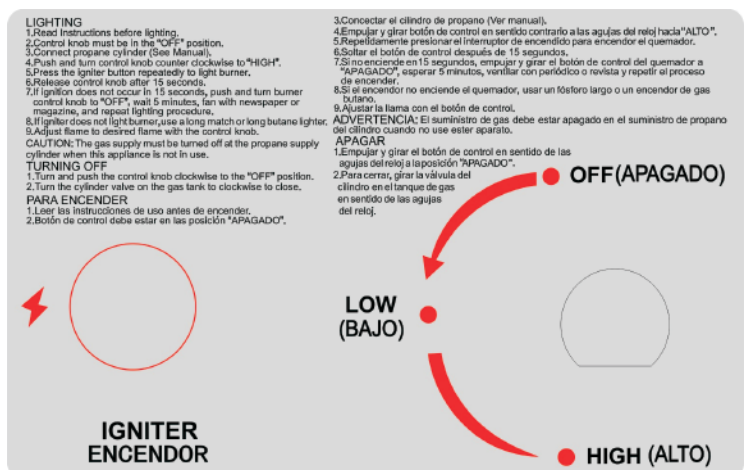 LIGHTING
1.Read Instructions before lighting.
2.Control knob must be in the "OFF" position.
3.Connect propane cylinder (See Manual).
4.Push and turn control knob counter clockwise to "HIGH".
5.Press the igniter button repeatedly to light burner.
6.Release control knob after 15 seconds.
7.If ignition does not occur in 15 seconds, push and turn burner
control knob to "OFF", wait 5 minutes, fan with newspaper or
magazine, and repeat lighting procedure.
8.If igniter does not light burner,use a long match or long butane lighter.
9.Adjust flame to desired flame with the control knob.
CAUTION: The gas supply must be turned off at the propane supply
cylinder when this appliance is not in use.
TURNING OFF
1.Turn and push the control knob clockwise to the "OFF" position.
2.Turn the cylinder valve on the gas tank to clockwise to close.
PARA ENCENDER
1.Leer las instrucciones de uso antes de encender.
2.Botón de control debe estar en las posición "APAGADO".
3.Concectar el cilindro de propano (Ver manual).
4.Empujar y girar botón de control en sentido contrario a las agujas del reloj hacia "ALTO".
5.Repetidamente presionar el interruptor de encendido para encendor el quemador.
6.Soltar el botón de control después de 15 segundos.
7.Si no enciende en 15 segundos, empujar y girar el botón de control del quemador a
"APAGADO", esperar 5 minutos, ventilar con periódico o revista y repetir el proceso
de encender.
8.Si el encendor no enciende el quemador, usar un fósforo largo o un encendor de gas
butano.
9.Ajustar la llama con el botón de control.
ADVERTENCIA: El suministro de gas debe estar apagado en el suministro de propano
del cilindro cuando no use ester aparato.
APAGAR
1.Empujar y girar el botón de control en sentido de las
agujas del reloj a la posición "APAGADO".
2.Para cerrar, girar la válvula del
cilindro en el tanque de gas
en sentido de las agujas
del reloj.
OFF (APAGADO)
LOW
(BAJO)
HIGH (ALTO)
IGNITER
ENCENDOR